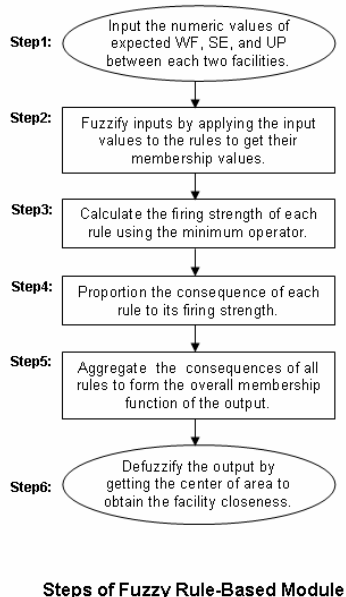 Step1:
Input the numeric values of
expected WF, SE, and UP
between each two facilities.
Step2:
Fuzzify inputs by applying the input
values to the rules to get their
membership values.
Step3:
Calculate the firing strength of each
rule using the minimum operator.
Step4:
Proportion the consequence of each
rule to its firing strength.
Step5:
Aggregate the consequences of all
rules to form the overall membership
function of the output.
Step6:
Defuzzify the output by
getting the center of area to
obtain the facility closeness.
Steps of Fuzzy Rule-Based Module